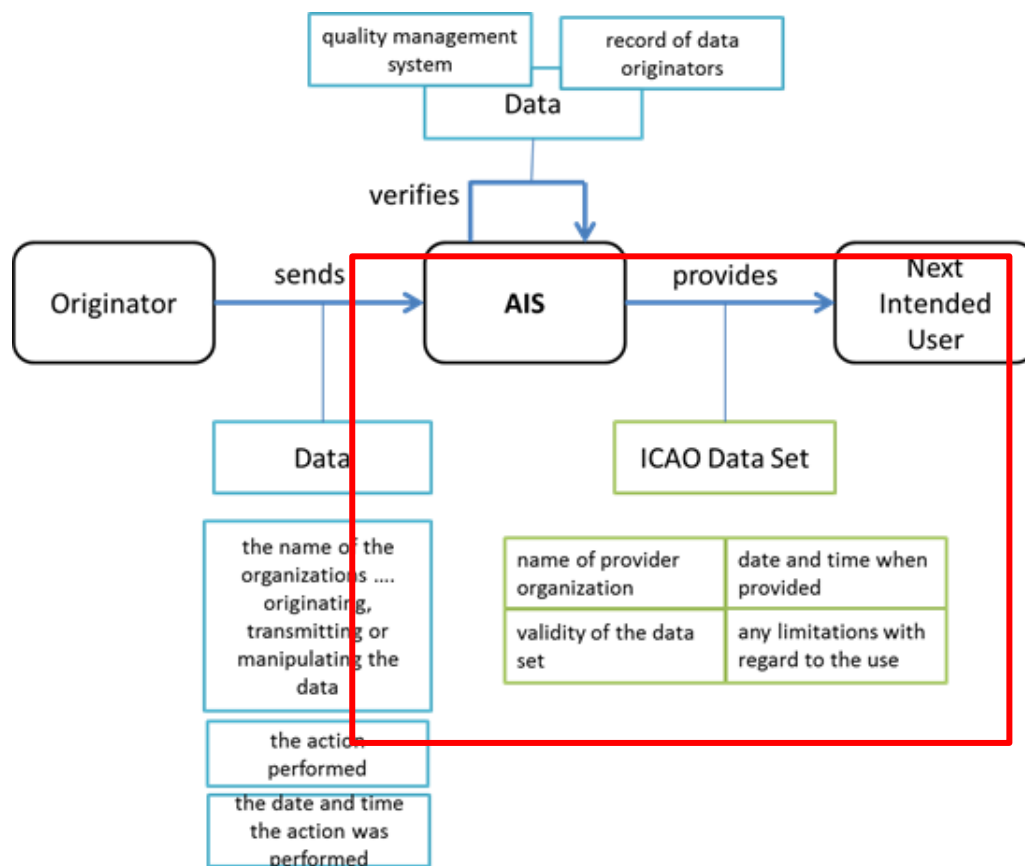 quality management
system
record of data
originators
Data
verifies
sends
provides
Originator
AIS
Next
Intended
User
Data
ICAO Data Set
the name of the
organizations ....
originating,
transmitting or
manipulating the
data
name of provider
organization
date and time when
provided
validity of the data
set
any limitations with
regard to the use
the action
performed
the date and time
the action was
performed